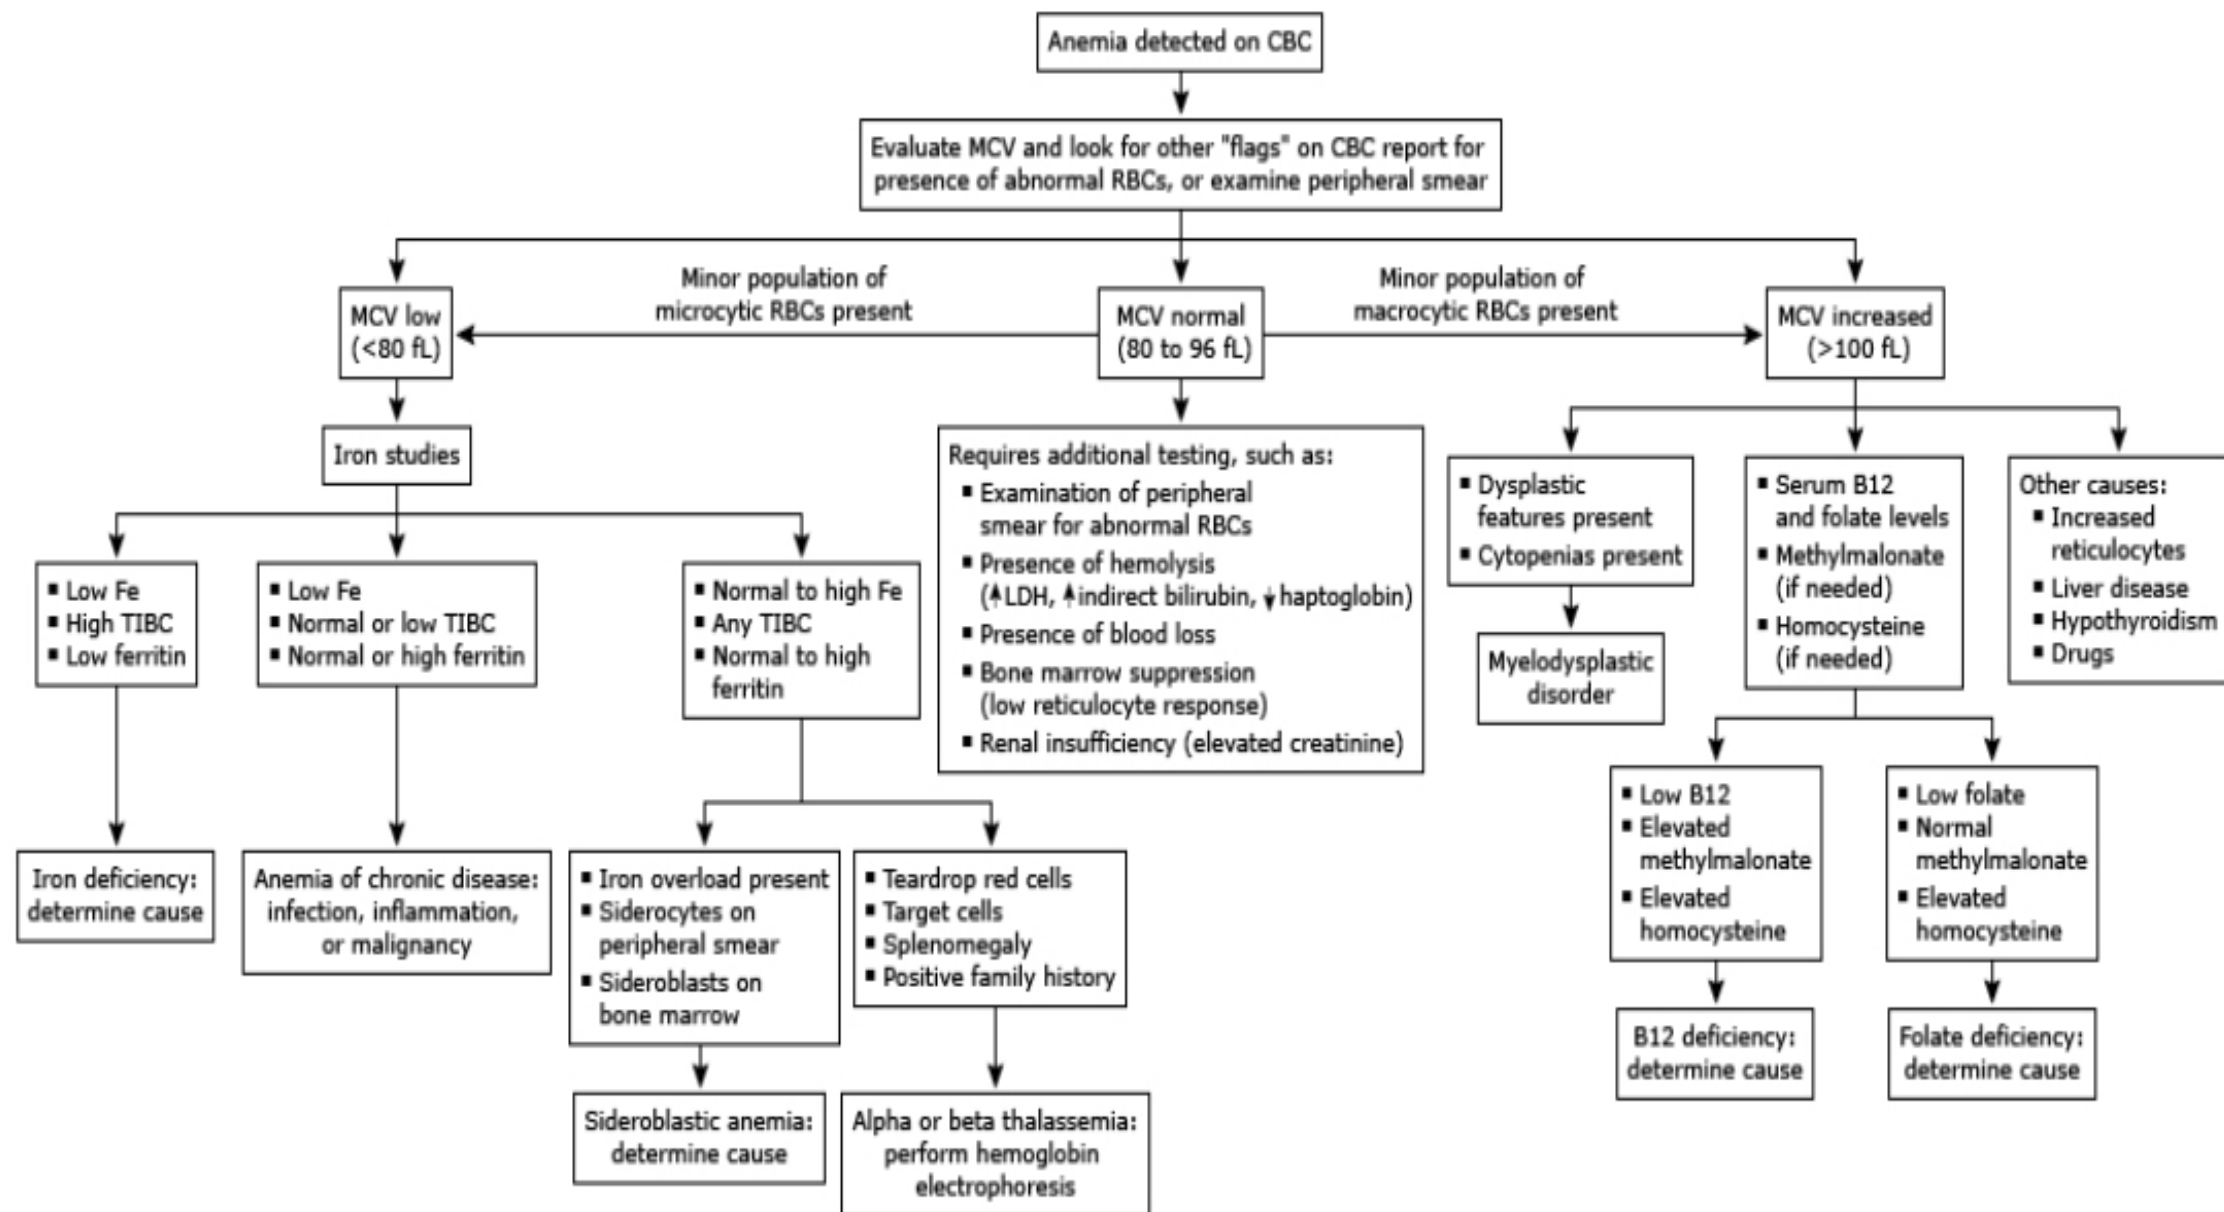 Anemia detected on CBC
Evaluate MCV and look for other "flags" on CBC report for
presence of abnormal RBCs, or examine peripheral smear
Minor population of
microcytic RBCs present
Minor population of
macrocytic RBCs present
MCV low
(<80 fL)
MCV normal
(80 to 96 fL)
MCV increased
(>100 fL)
Iron studies
▪ Low Fe
▪ High TIBC
▪ Low ferritin
▪ Low Fe
▪ Normal or low TIBC
▪ Normal or high ferritin
▪ Normal to high Fe
▪ Any TIBC
▪ Normal to high
ferritin
Requires additional testing, such as:
▪ Examination of peripheral
smear for abnormal RBCs
▪ Presence of hemolysis
(↑LDH, ↑indirect bilirubin, ↓haptoglobin)
▪ Presence of blood loss
▪ Bone marrow suppression
(low reticulocyte response)
▪ Renal insufficiency (elevated creatinine)
▪ Dysplastic
features present
▪ Cytopenias present
▪ Serum B12
and folate levels
▪ Methylmalonate
(if needed)
▪ Homocysteine
(if needed)
Other causes:
▪ Increased
reticulocytes
▪ Liver disease
▪ Hypothyroidism
▪ Drugs
Myelodysplastic
disorder
▪ Low B12
▪ Elevated
methylmalonate
▪ Elevated
homocysteine
▪ Low folate
▪ Normal
methylmalonate
▪ Elevated
homocysteine
Iron deficiency:
determine cause
Anemia of chronic disease:
infection, inflammation,
or malignancy
▪ Iron overload present
▪ Siderocytes on
peripheral smear
▪ Sideroblasts on
bone marrow
▪ Teardrop red cells
▪ Target cells
▪ Splenomegaly
▪ Positive family history
B12 deficiency:
determine cause
Folate deficiency:
determine cause
Sideroblastic anemia:
determine cause
Alpha or beta thalassemia:
perform hemoglobin
electrophoresis